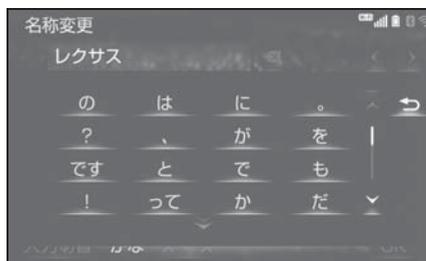 名称変更
レクサス
の は に 。
? 、 が を
です と で も
! って か だ